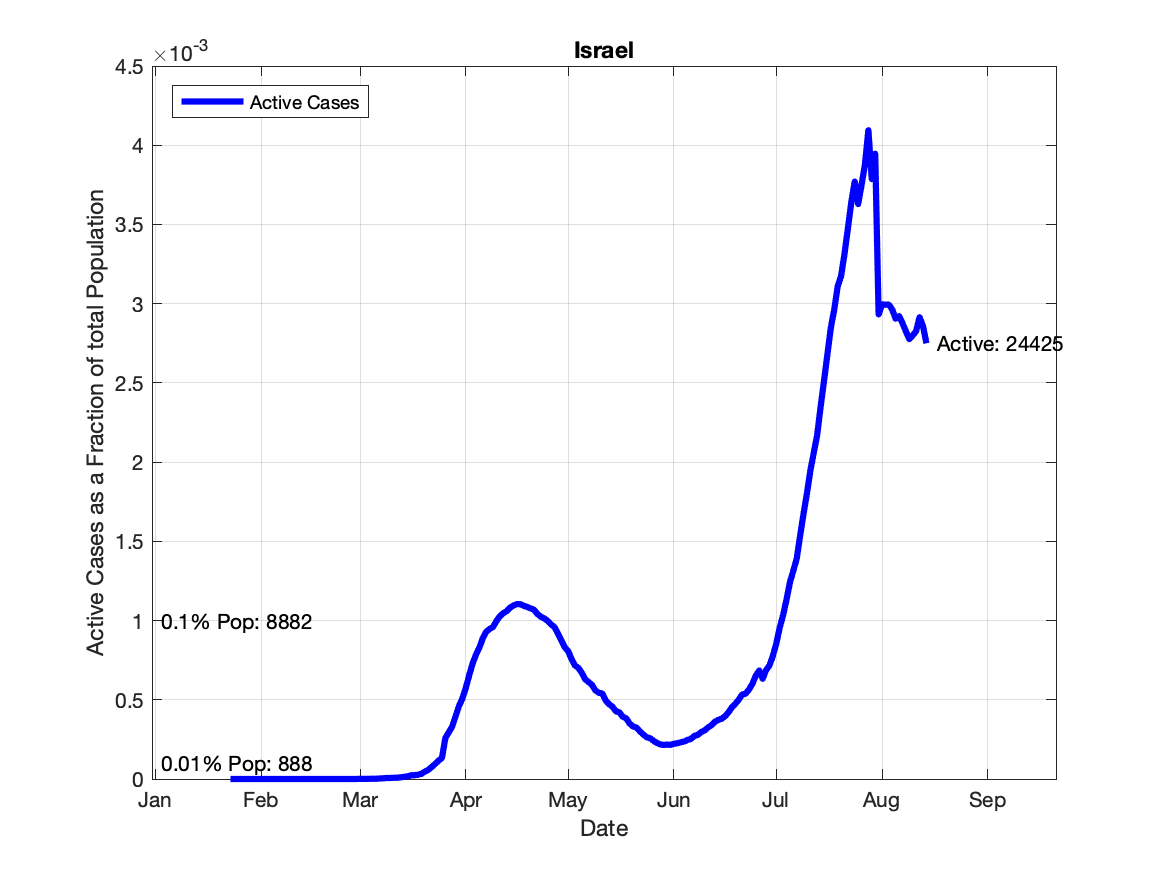 Israel
×10-3
4.5
4
3.5
3
2.5
2
1.5
1
0.5
0
Active Cases as a Fraction of total Population
Active Cases
Active: 24425
0.1% Pop: 8882
0.01% Pop: 888
Jan Feb Mar Apr May Jun Jul Aug Sep
Date